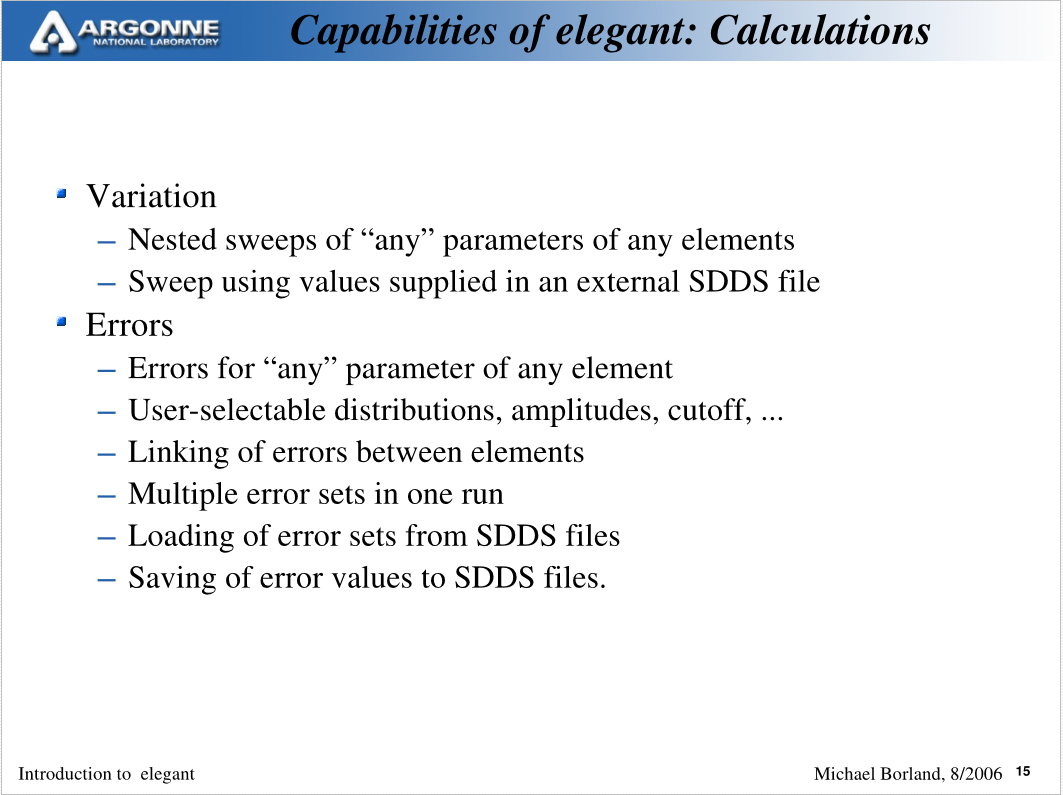 ARGONNE
NATIONAL LABORATORY
Capabilities of elegant: Calculations
Variation
– Nested sweeps of “any” parameters of any elements
– Sweep using values supplied in an external SDDS file
Errors
– Errors for “any” parameter of any element
– User-selectable distributions, amplitudes, cutoff, ...
– Linking of errors between elements
– Multiple error sets in one run
– Loading of error sets from SDDS files
– Saving of error values to SDDS files.
Introduction to elegant
Michael Borland, 8/2006 15